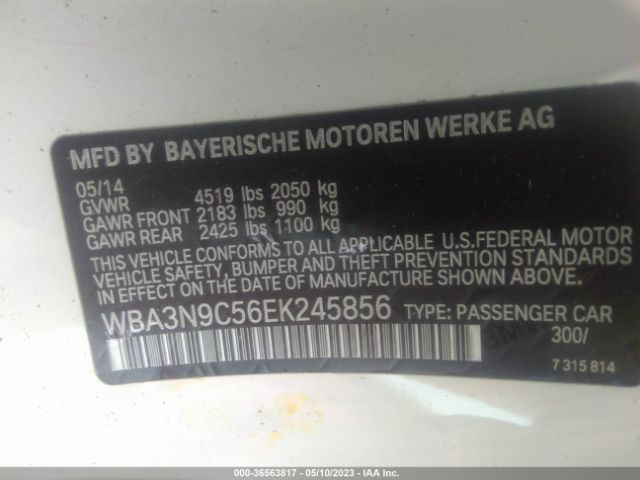 MFD BY BAYERISCHE MOTOREN WERKE AG
05/14
GVWR 4519 lbs 2050 kg
GAWR FRONT 2183 lbs 990 kg
GAWR REAR 2425 lbs 1100 kg
THIS VEHICLE CONFORMS TO ALL APPLICABLE U.S.FEDERAL MOTOR
VEHICLE SAFETY, BUMPER AND THEFT PREVENTION STANDARDS
IN EFFECT ON THE DATE OF MANUFACTURE SHOWN ABOVE.
WBA3N9C56EK245856 TYPE: PASSENGER CAR
300/
7 315 814
000-36563817 - 05/10/2023 - IAA Inc.